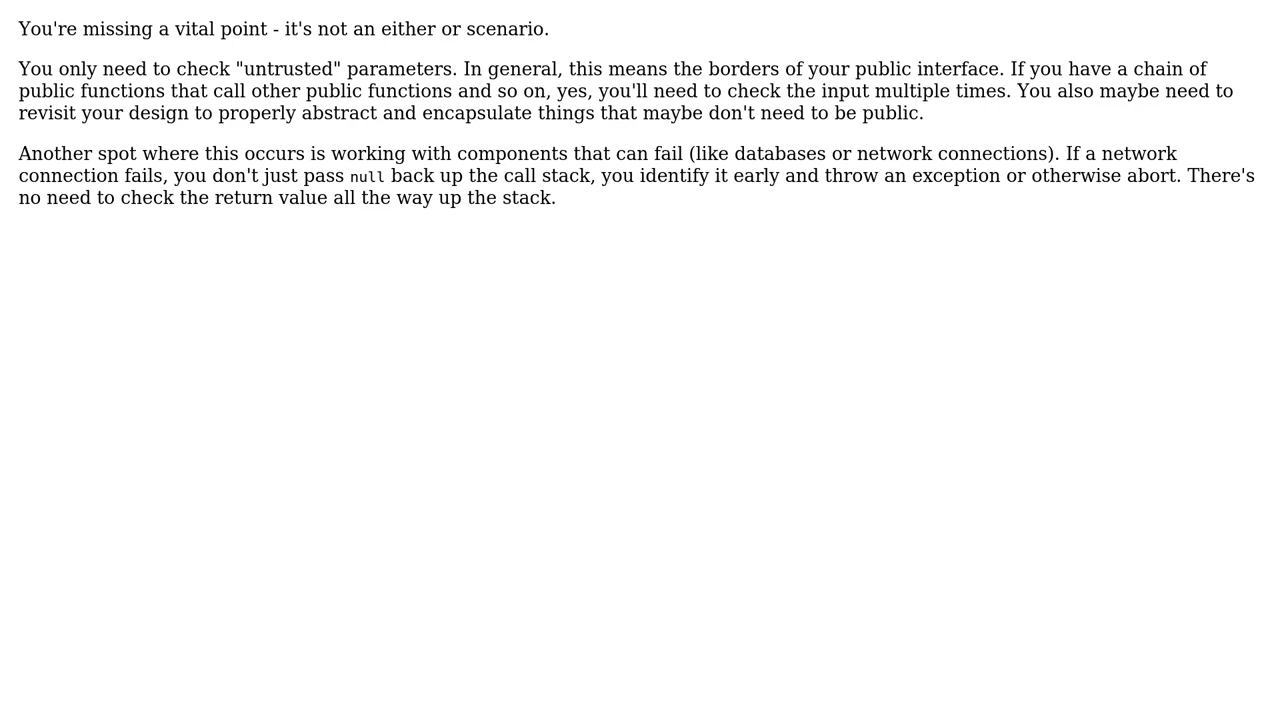 You're missing a vital point - it's not an either or scenario.
You only need to check "untrusted" parameters. In general, this means the borders of your public interface. If you have a chain of
public functions that call other public functions and so on, yes, you'll need to check the input multiple times. You also maybe need to
revisit your design to properly abstract and encapsulate things that maybe don't need to be public.
Another spot where this occurs is working with components that can fail (like databases or network connections). If a network
connection fails, you don't just pass null back up the call stack, you identify it early and throw an exception or otherwise abort. There's
no need to check the return value all the way up the stack.